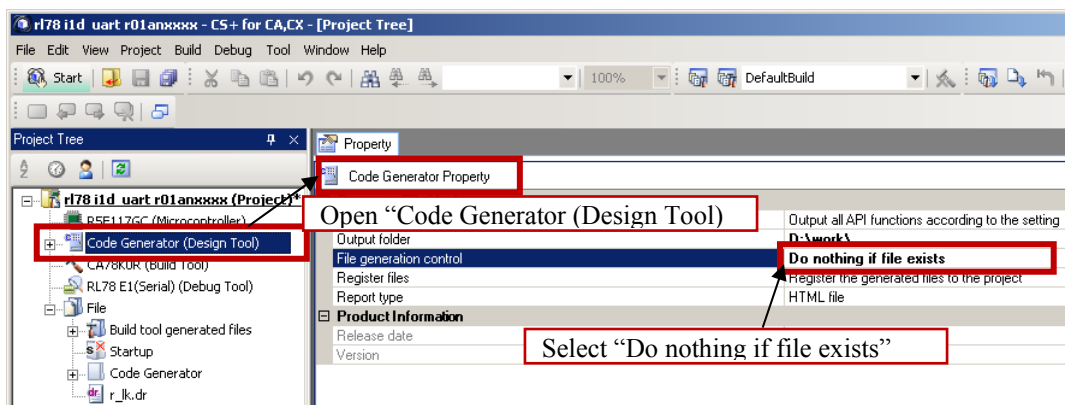 rl78 i1d uart r01anxxxx - CS+ for CA,CX - [Project Tree]
File Edit View Project Build Debug Tool Window Help
Start 100% DefaultBuild
Project Tree
Property
Code Generator Property
rl78 i1d uart r01anxxxx (Project)*
R5F117GC (Microcontroller)
Code Generator (Design Tool)
CA78K0R (Build Tool)
RL78 E1(Serial) (Debug Tool)
File
Build tool generated files
Startup
Code Generator
r_lk.dr
Open “Code Generator (Design Tool)
Output all API functions according to the setting
Output folder D:\work\
File generation control Do nothing if file exists
Register files Register the generated files to the project
Report type HTML file
Product Information
Release date
Version
Select “Do nothing if file exists”